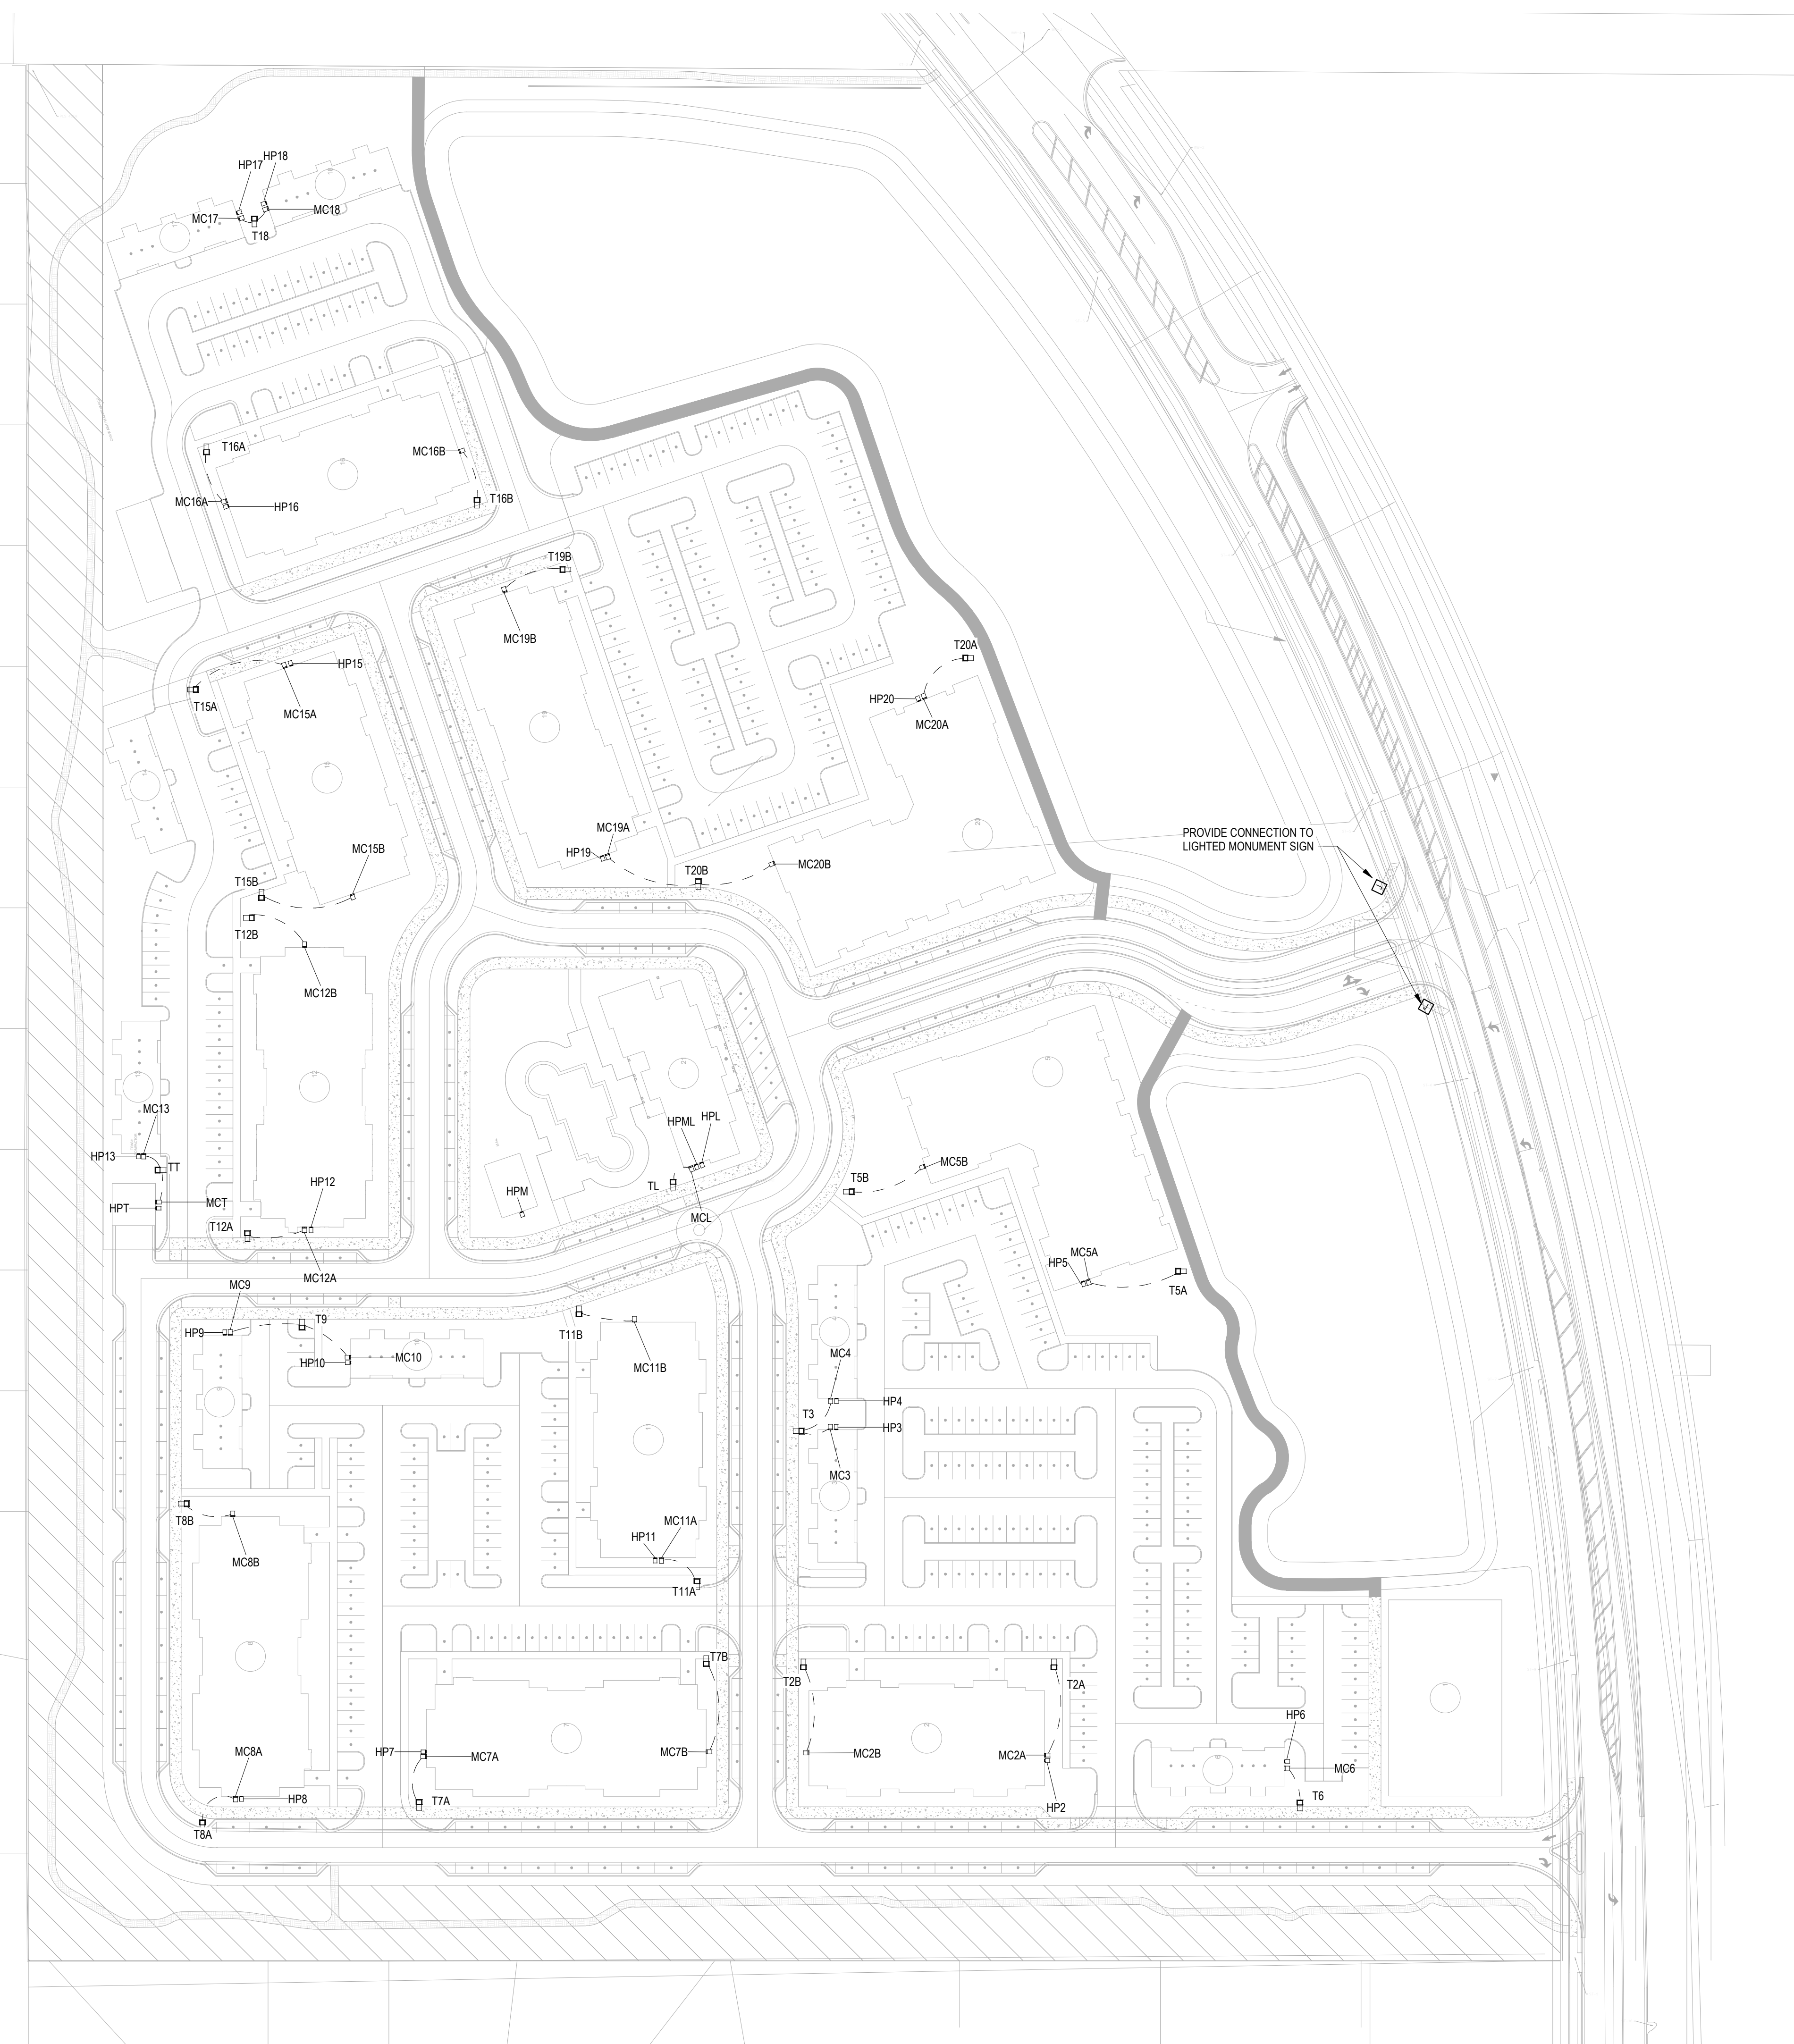 HP18
HP17
MC17
MC18
T18
T16A
MC16B
MC16A
HP16
T16B
T19B
MC19B
T20A
HP15
T15A
MC15A
HP20
MC20A
MC19A
HP19
PROVIDE CONNECTION TO
LIGHTED MONUMENT SIGN
MC15B
MC20B
T20B
T15B
T12B
MC12B
MC13
HPML
HPL
HP13
TT
MC5B
TL
T5B
HPM
HP12
MCT
HPT
MCL
T12A
MC5A
HP5
MC12A
MC9
T5A
T9
HP9
T11B
MC4
MC10
HP10
MC11B
HP4
T3
HP3
MC3
T8B
MC11A
HP11
MC8B
T11A
T7B
T2B
T2A
HP6
HP7
MC8A
MC7A
MC7B
MC2B
MC2A
MC6
HP8
T7A
T6
HP2
T8A